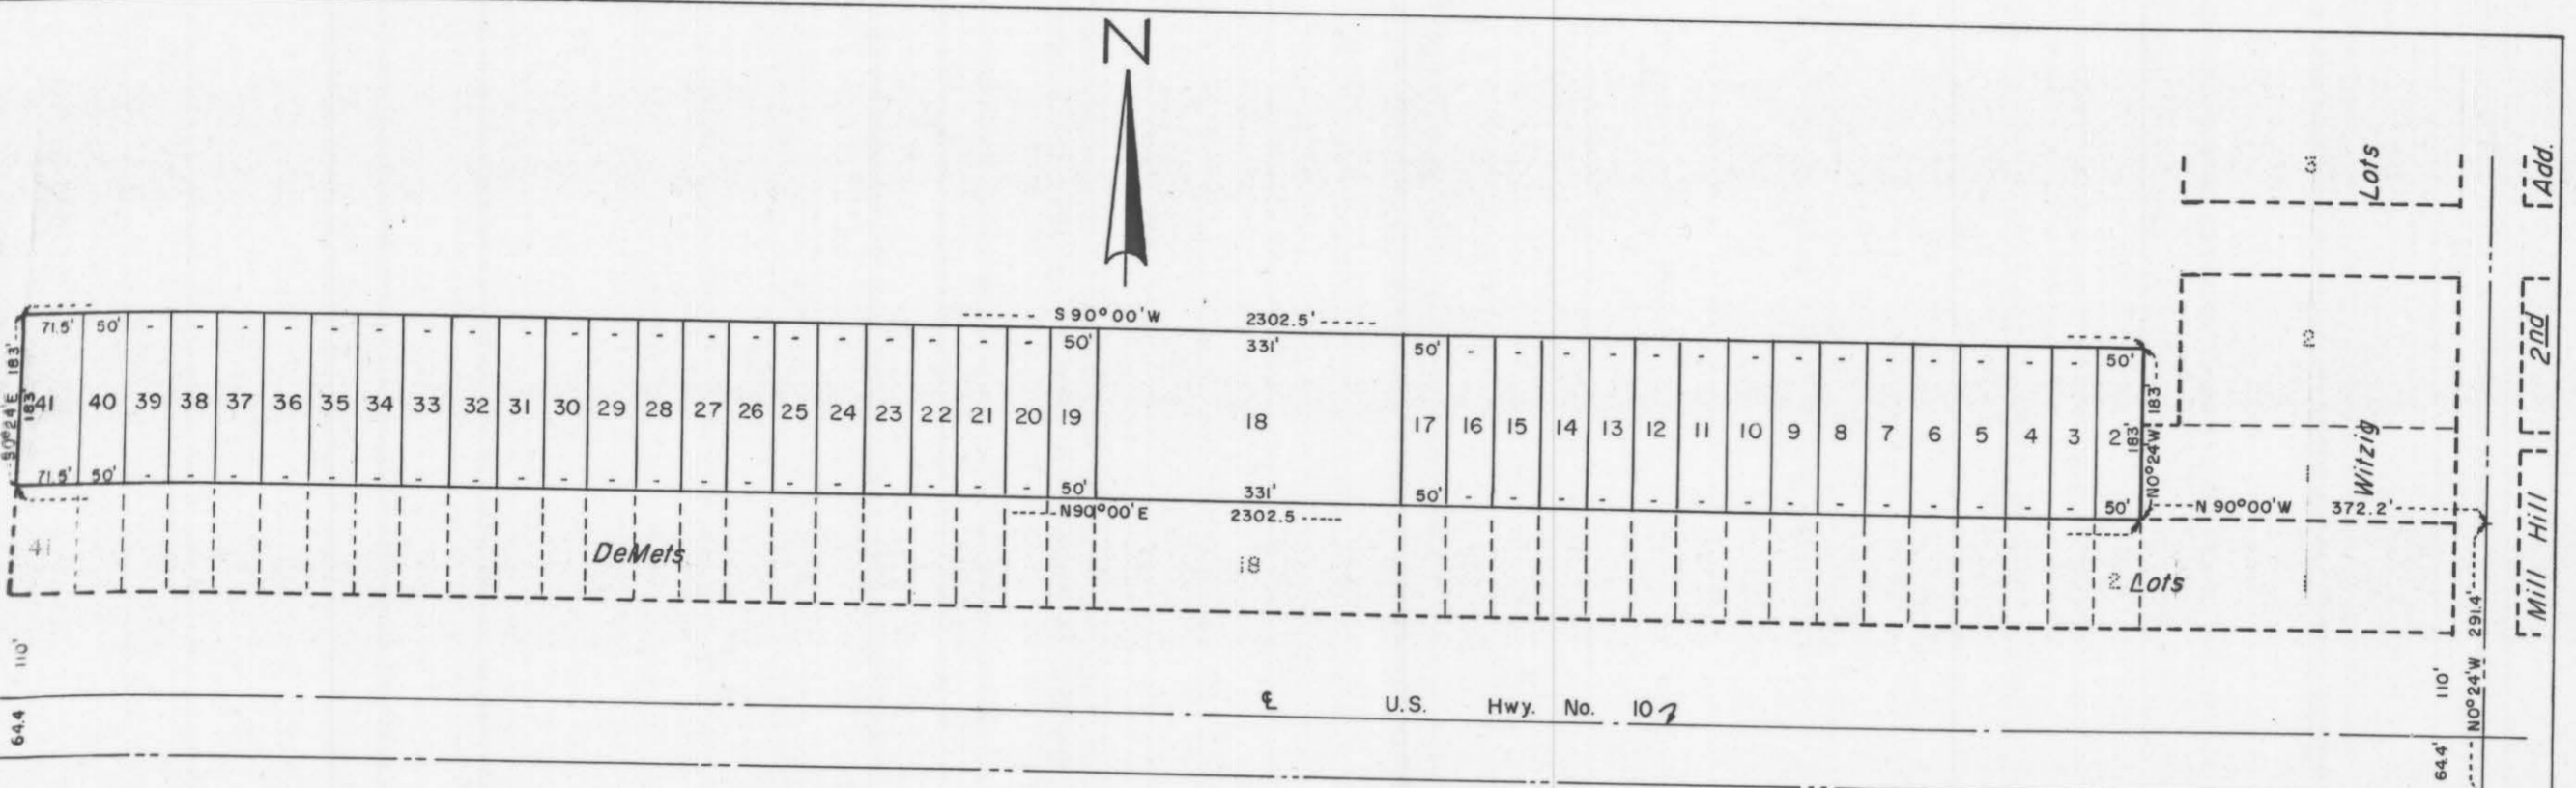 N
Lots
3
Add.
S 90°00'W 2302.5'
71.5' 50' - - - - - - - - - - - - - - - - - - - - 50' 331' 50' - - - - - - - - - - - - - - 50'
2
2nd
S0°24'E 183'
183'
41 40 39 38 37 36 35 34 33 32 31 30 29 28 27 26 25 24 23 22 21 20 19 18 17 16 15 14 13 12 11 10 9 8 7 6 5 4 3 2
183'
N0°24'W 183'
1
Witzig
71.5' 50' - - - - - - - - - - - - - - - - - - - - 50' 331' 50' - - - - - - - - - - - - - - 50'
N90°00'E 2302.5
N 90°00'W 372.2'
Mill Hill
41 DeMets 18 2 Lots
N0°24'W 291.4'
110' 110'
℄ U.S. Hwy. No. 10
64.4 64.4'